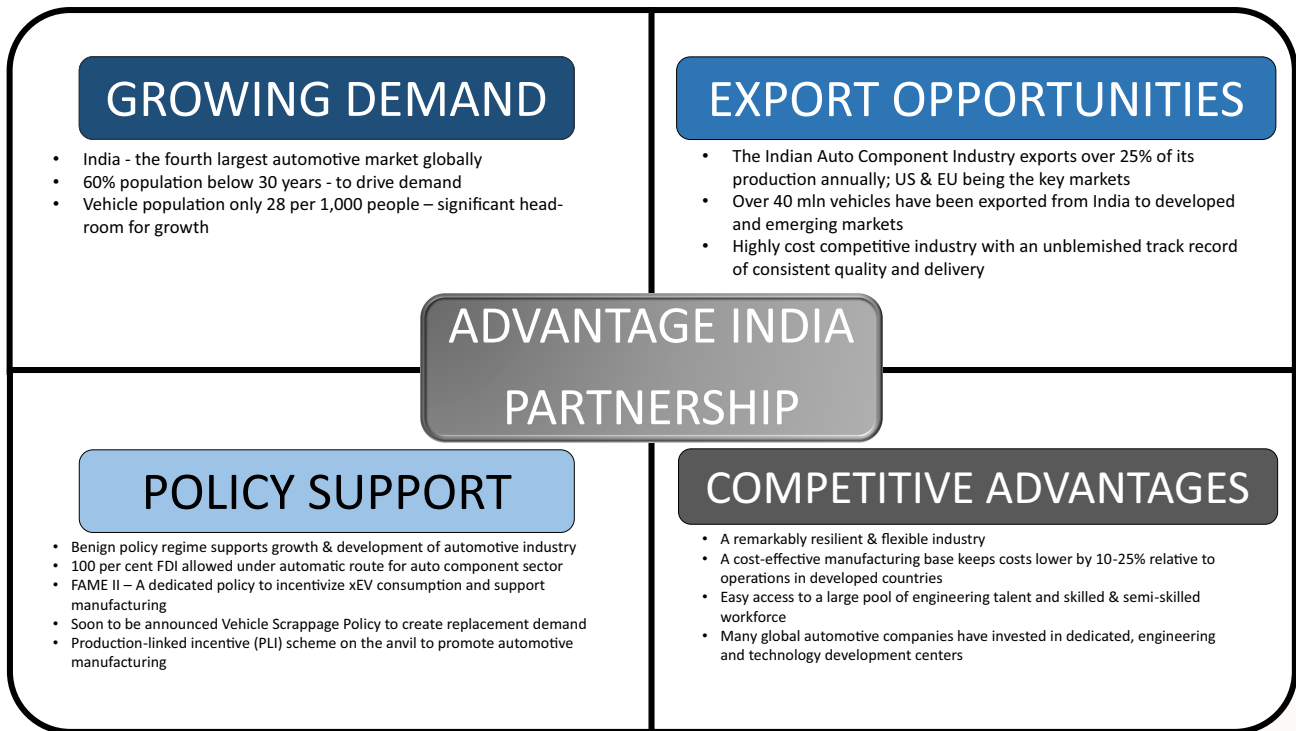 GROWING DEMAND
• India - the fourth largest automotive market globally
• 60% population below 30 years - to drive demand
• Vehicle population only 28 per 1,000 people – significant head-
room for growth
EXPORT OPPORTUNITIES
• The Indian Auto Component Industry exports over 25% of its
production annually; US & EU being the key markets
• Over 40 mln vehicles have been exported from India to developed
and emerging markets
• Highly cost competitive industry with an unblemished track record
of consistent quality and delivery
ADVANTAGE INDIA
PARTNERSHIP
POLICY SUPPORT
• Benign policy regime supports growth & development of automotive industry
• 100 per cent FDI allowed under automatic route for auto component sector
• FAME II – A dedicated policy to incentivize xEV consumption and support
manufacturing
• Soon to be announced Vehicle Scrappage Policy to create replacement demand
• Production-linked incentive (PLI) scheme on the anvil to promote automotive
manufacturing
COMPETITIVE ADVANTAGES
• A remarkably resilient & flexible industry
• A cost-effective manufacturing base keeps costs lower by 10-25% relative to
operations in developed countries
• Easy access to a large pool of engineering talent and skilled & semi-skilled
workforce
• Many global automotive companies have invested in dedicated, engineering
and technology development centers